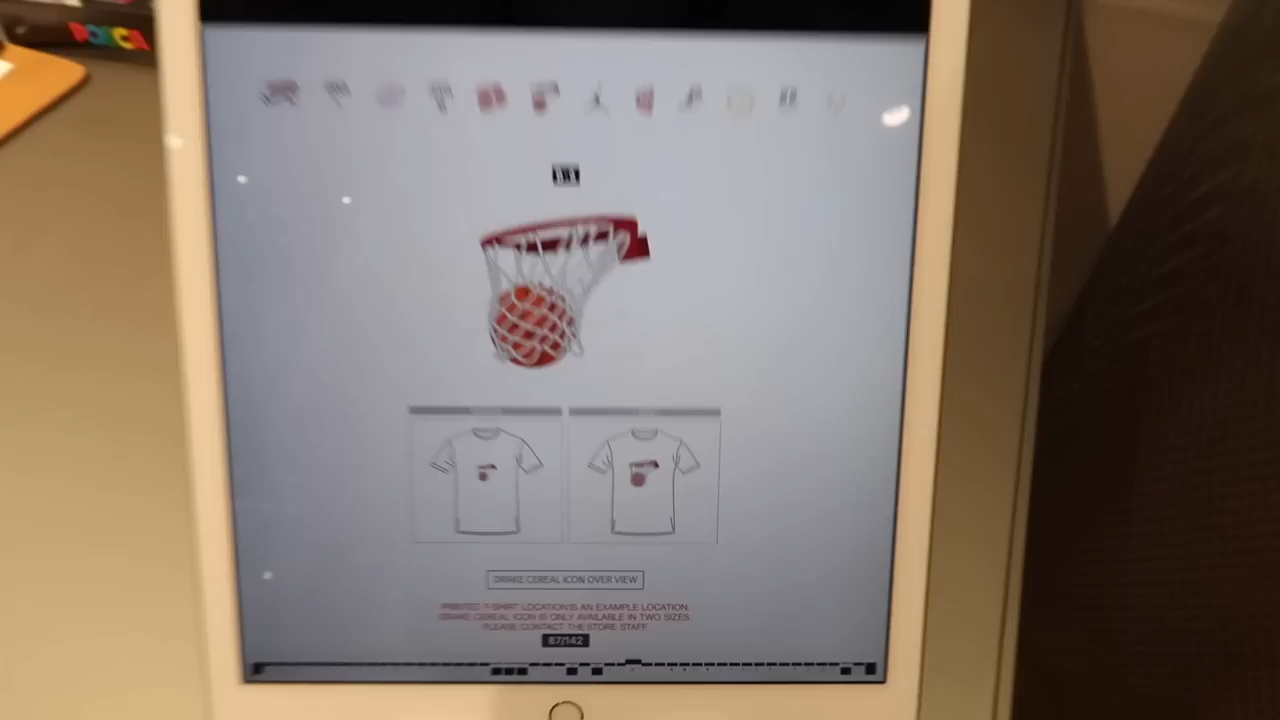 POSCA
DRAKE CEREAL ICON OVER VIEW
PRINTED T-SHIRT LOCATION IS AN EXAMPLE LOCATION
DRAKE CEREAL ICON IS ONLY AVAILABLE IN TWO SIZES
PLEASE CONTACT THE STORE STAFF
87/142